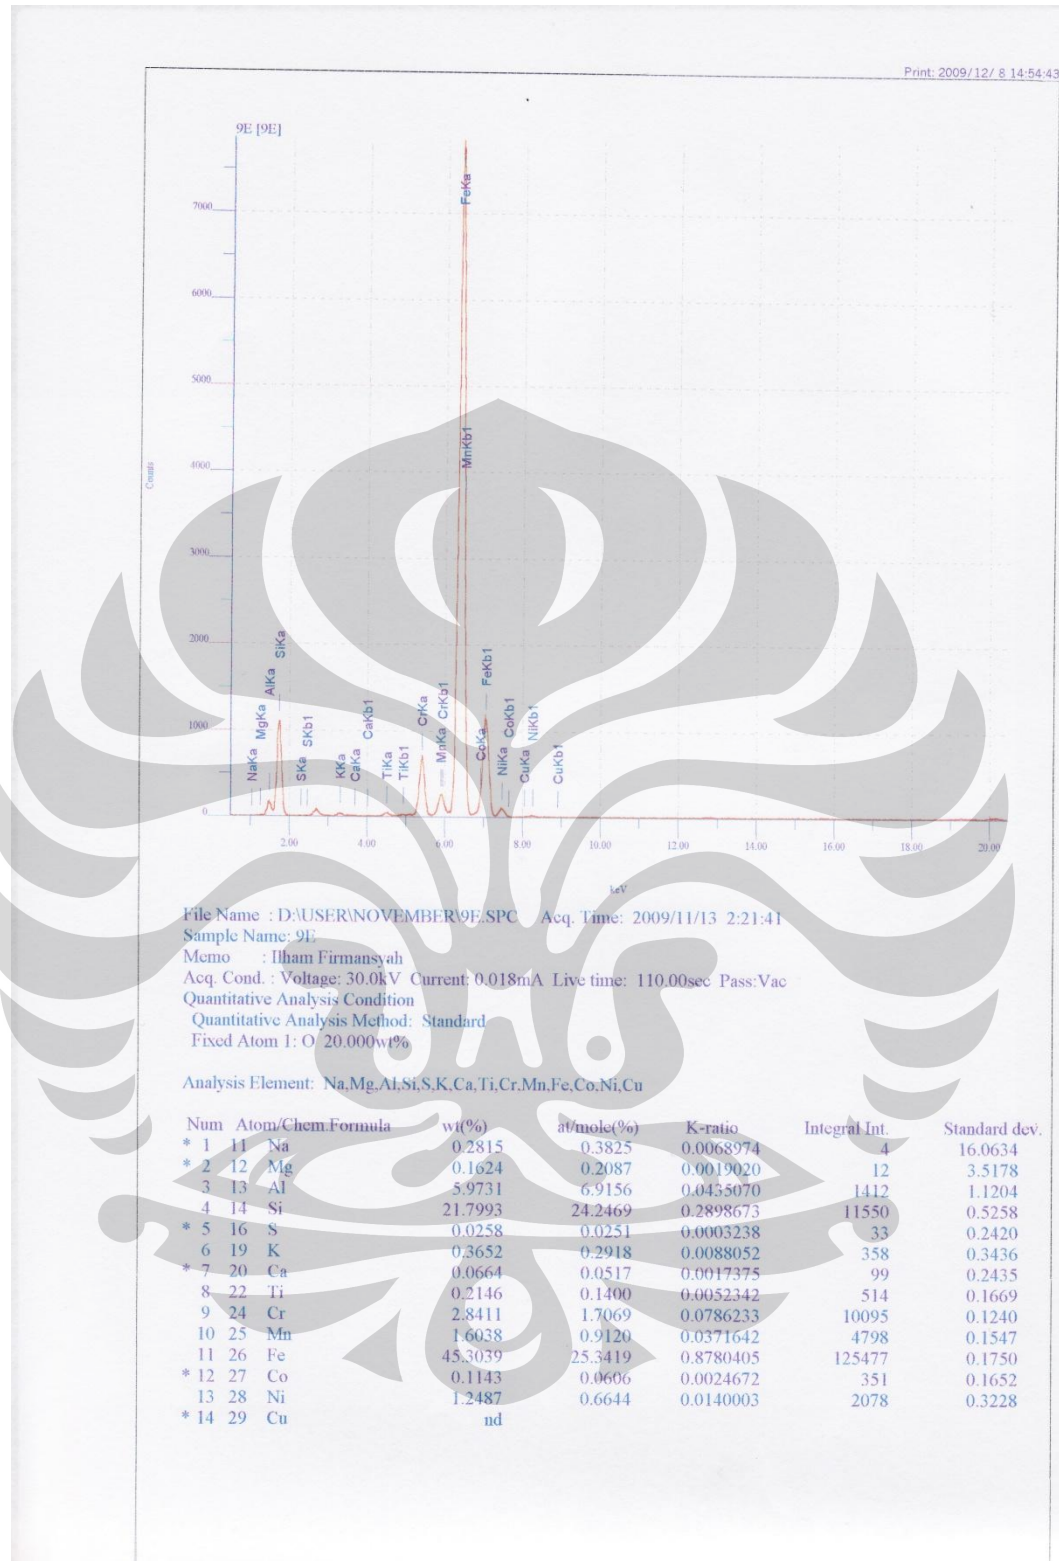 Print: 2009/12/ 8 14:54:43
9E [9E]
7000
6000
5000
4000
3000
2000
1000
0
Counts
NaKa
MgKa
AlKa
SiKa
SKa
SKb1
KKa
CaKa
CaKb1
TiKa
TiKb1
CrKa
MnKa
CrKb1
FeKa
MnKb1
CoKa
FeKb1
NiKa
CoKb1
CuKa
NiKb1
CuKb1
2.00 4.00 6.00 8.00 10.00 12.00 14.00 16.00 18.00 20.00
keV
File Name : D:\USER\NOVEMBER\9E.SPC Acq. Time: 2009/11/13 2:21:41
Sample Name: 9E
Memo : Ilham Firmansyah
Acq. Cond. : Voltage: 30.0kV Current: 0.018mA Live time: 110.00sec Pass:Vac
Quantitative Analysis Condition
Quantitative Analysis Method: Standard
Fixed Atom 1: O 20.000wt%
Analysis Element: Na,Mg,Al,Si,S,K,Ca,Ti,Cr,Mn,Fe,Co,Ni,Cu
Num Atom/Chem.Formula wt(%) at/mole(%) K-ratio Integral Int. Standard dev.
* 1 11 Na 0.2815 0.3825 0.0068974 4 16.0634
* 2 12 Mg 0.1624 0.2087 0.0019020 12 3.5178
3 13 Al 5.9731 6.9156 0.0435070 1412 1.1204
4 14 Si 21.7993 24.2469 0.2898673 11550 0.5258
* 5 16 S 0.0258 0.0251 0.0003238 33 0.2420
6 19 K 0.3652 0.2918 0.0088052 358 0.3436
* 7 20 Ca 0.0664 0.0517 0.0017375 99 0.2435
8 22 Ti 0.2146 0.1400 0.0052342 514 0.1669
9 24 Cr 2.8411 1.7069 0.0786233 10095 0.1240
10 25 Mn 1.6038 0.9120 0.0371642 4798 0.1547
11 26 Fe 45.3039 25.3419 0.8780405 125477 0.1750
* 12 27 Co 0.1143 0.0606 0.0024672 351 0.1652
13 28 Ni 1.2487 0.6644 0.0140003 2078 0.3228
* 14 29 Cu nd